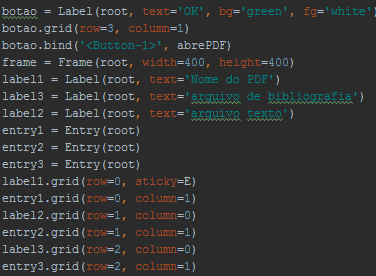 botao = Label(root, text='OK', bg='green', fg='white')
botao.grid(row=3, column=1)
botao.bind('<Button-1>', abrePDF)
frame = Frame(root, width=400, height=400)
label1 = Label(root, text='Nome do PDF')
label3 = Label(root, text='arquivo de bibliografia')
label2 = Label(root, text='arquivo texto')
entry1 = Entry(root)
entry2 = Entry(root)
entry3 = Entry(root)
label1.grid(row=0, sticky=E)
entry1.grid(row=0, column=1)
label2.grid(row=1, column=0)
entry2.grid(row=1, column=1)
label3.grid(row=2, column=0)
entry3.grid(row=2, column=1)